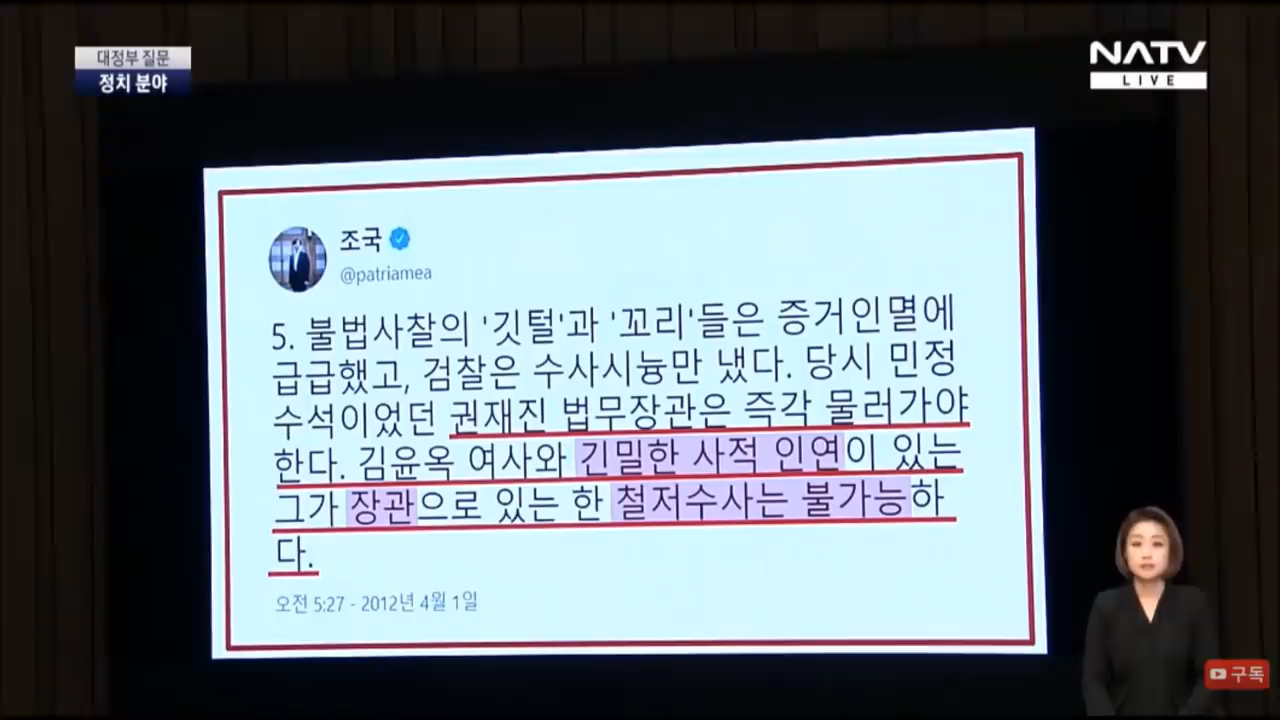 대정부 질문
정치 분야
NATV
LIVE
조국
@patriamea
5. 불법사찰의 '깃털'과 '꼬리'들은 증거인멸에
급급했고, 검찰은 수사시늉만 냈다. 당시 민정
수석이었던 권재진 법무장관은 즉각 물러가야
한다. 김윤옥 여사와 긴밀한 사적 인연이 있는
그가 장관으로 있는 한 철저수사는 불가능하
다.
오전 5:27 - 2012년 4월 1일
구독